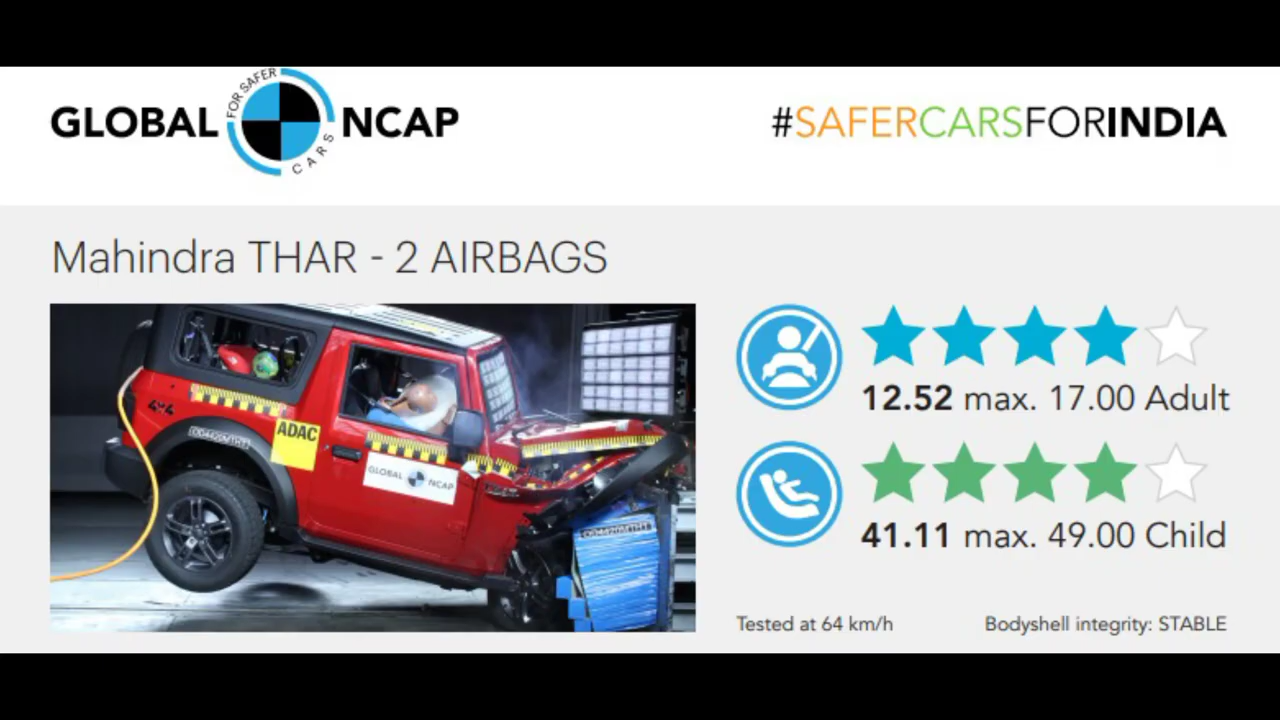 GLOBAL NCAP
FOR SAFER
CARS
#SAFERCARSFORINDIA
Mahindra THAR - 2 AIRBAGS
4x4
ADAC
GLOBAL NCAP
12.52 max. 17.00 Adult
41.11 max. 49.00 Child
Tested at 64 km/h
Bodyshell integrity: STABLE